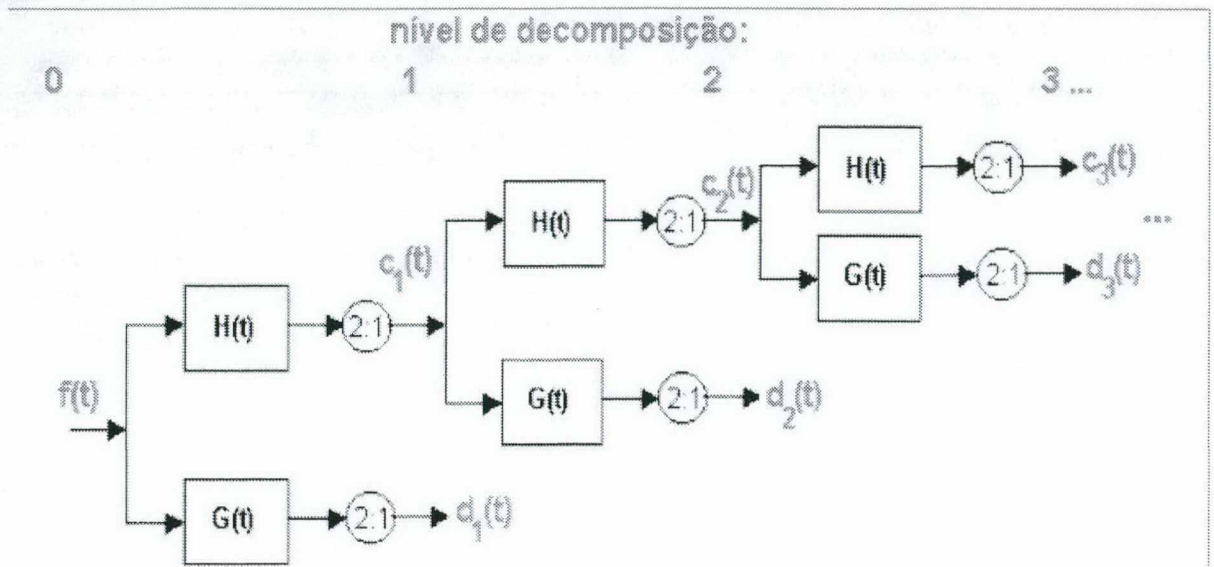 nível de decomposição:
0 1 2 3 ...
H(t) 2:1 c₃(t)
H(t) 2:1 c₂(t)
...
G(t) 2:1 d₃(t)
c₁(t)
H(t) 2:1
f(t)
G(t) 2:1 d₂(t)
G(t) 2:1 d₁(t)